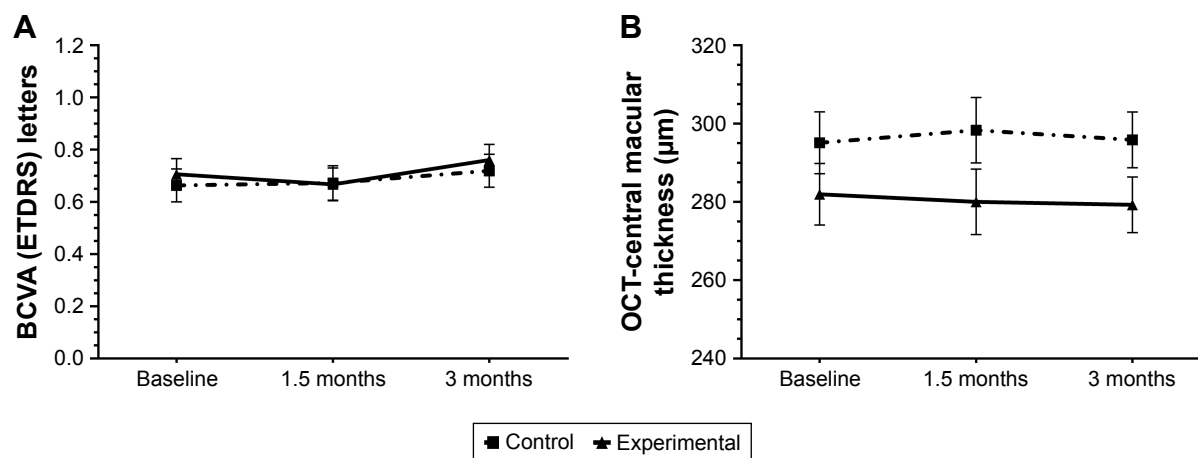 A
BCVA (ETDRS) letters
1.2
1.0
0.8
0.6
0.4
0.2
0.0
Baseline
1.5 months
3 months
B
OCT-central macular
thickness (µm)
320
300
280
260
240
Baseline
1.5 months
3 months
Control
Experimental